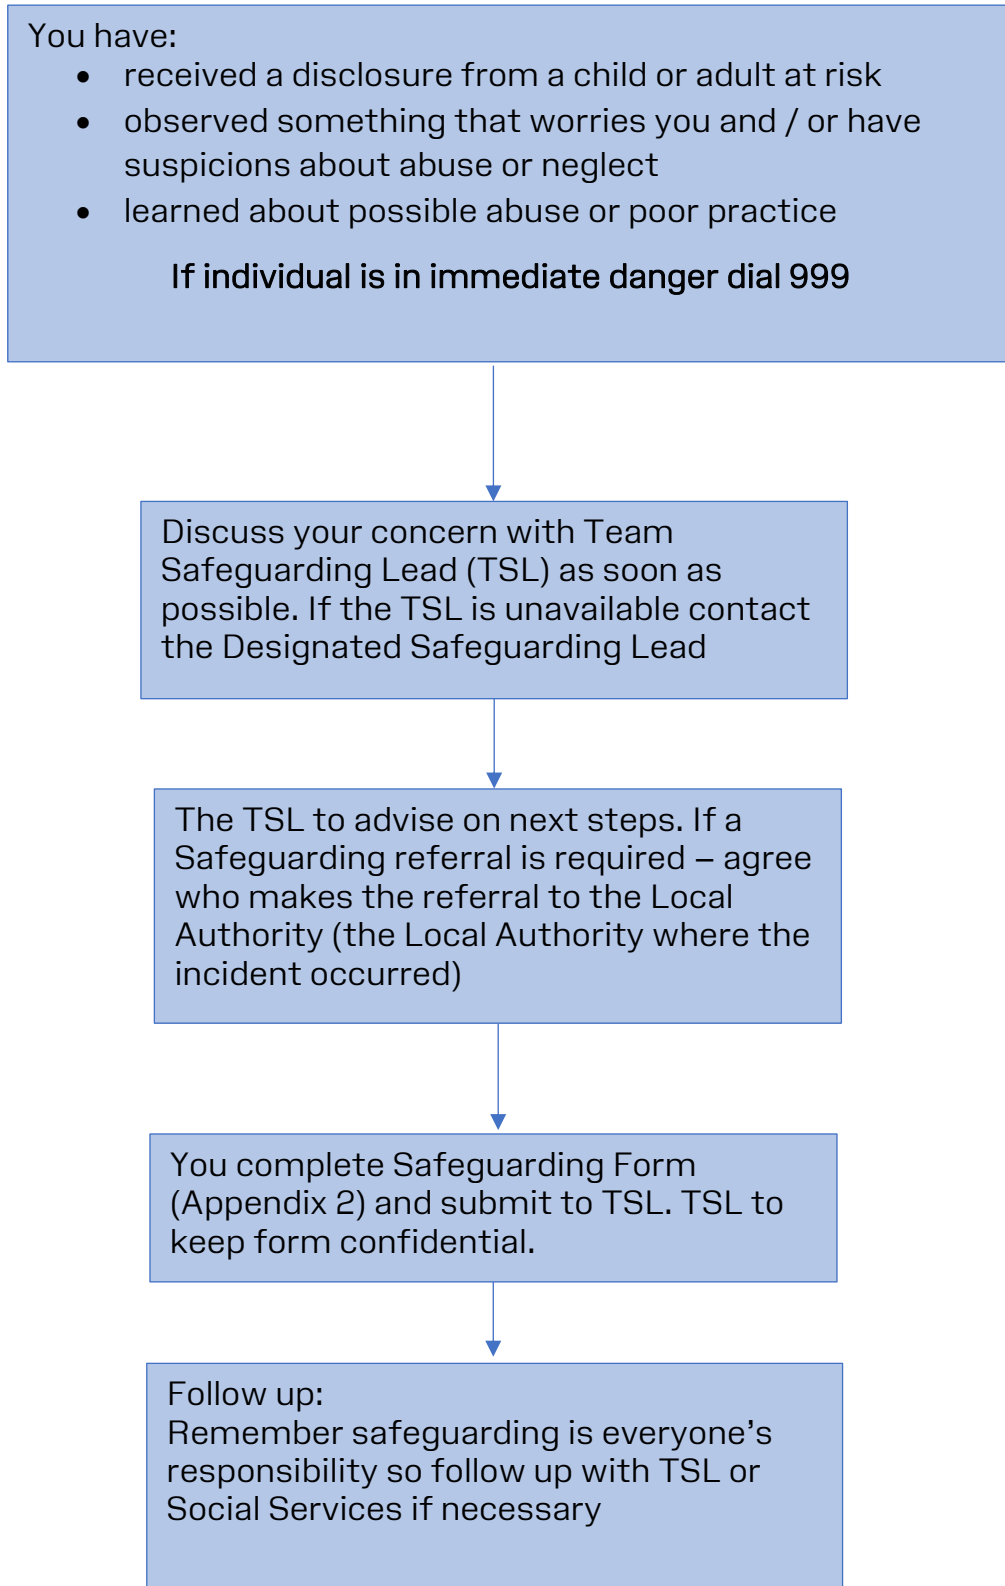 You have:
• received a disclosure from a child or adult at risk
• observed something that worries you and / or have
suspicions about abuse or neglect
• learned about possible abuse or poor practice
If individual is in immediate danger dial 999
Discuss your concern with Team
Safeguarding Lead (TSL) as soon as
possible. If the TSL is unavailable contact
the Designated Safeguarding Lead
The TSL to advise on next steps. If a
Safeguarding referral is required – agree
who makes the referral to the Local
Authority (the Local Authority where the
incident occurred)
You complete Safeguarding Form
(Appendix 2) and submit to TSL. TSL to
keep form confidential.
Follow up:
Remember safeguarding is everyone’s
responsibility so follow up with TSL or
Social Services if necessary